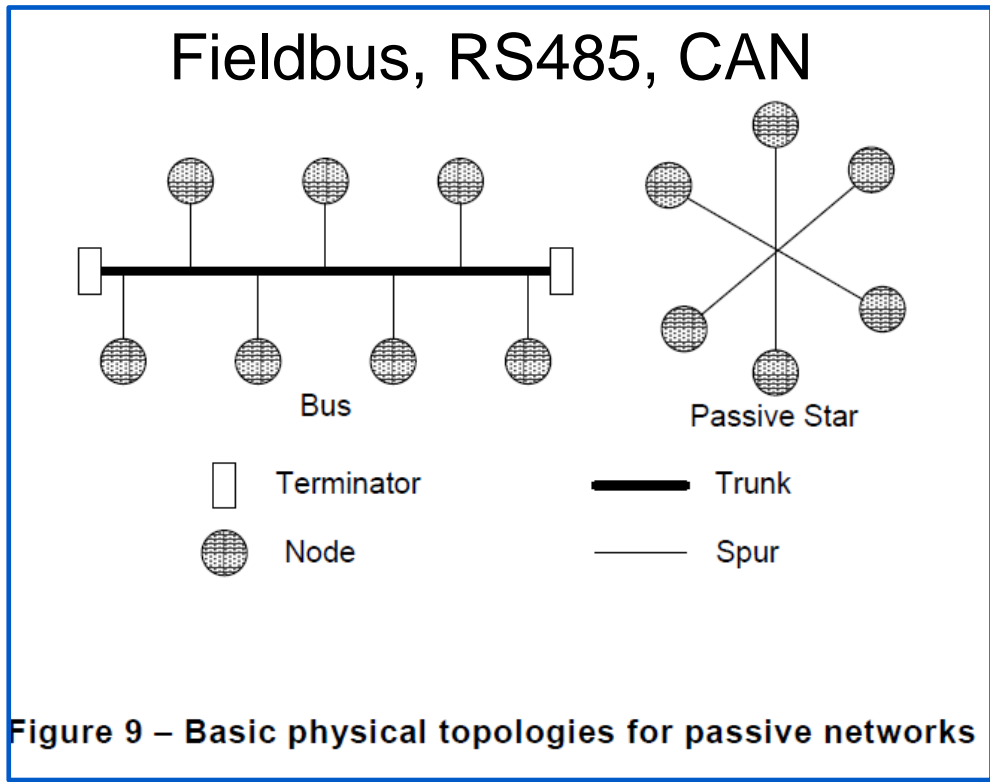 Fieldbus, RS485, CAN
Bus
Passive Star
Terminator
Trunk
Node
Spur
Figure 9 – Basic physical topologies for passive networks